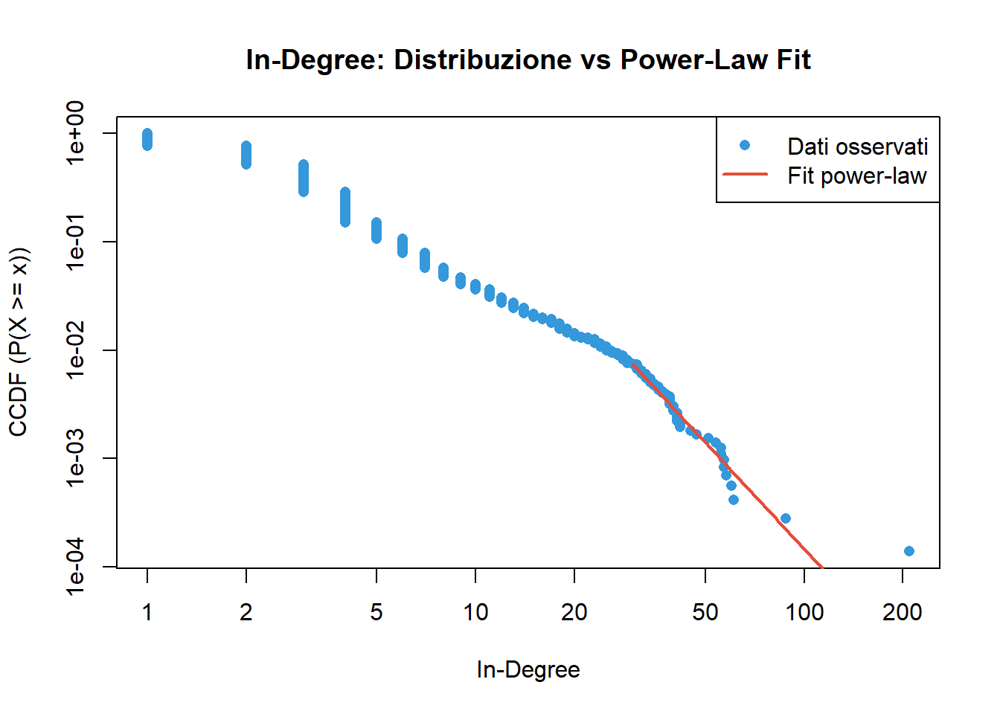 In-Degree: Distribuzione vs Power-Law Fit
Dati osservati
Fit power-law
CCDF (P(X >= x))
1e+00
1e-01
1e-02
1e-03
1e-04
1 2 5 10 20 50 100 200
In-Degree